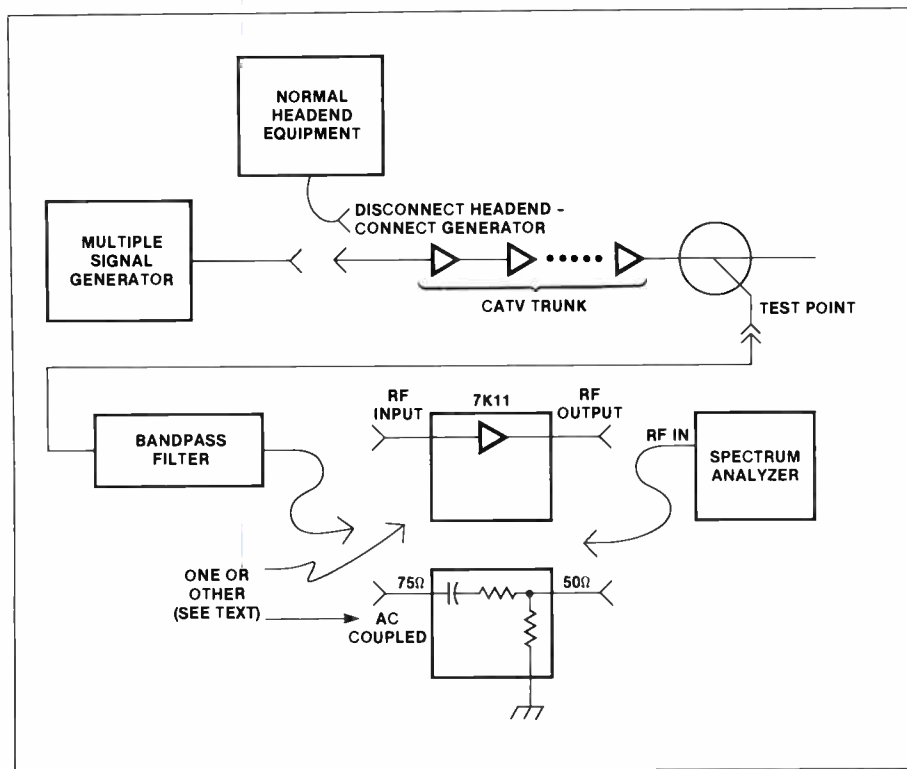 NORMAL
HEADEND
EQUIPMENT
DISCONNECT HEADEND -
CONNECT GENERATOR
MULTIPLE
SIGNAL
GENERATOR
CATV TRUNK
TEST POINT
RF
INPUT
7K11
RF
OUTPUT
BANDPASS
FILTER
RF IN
SPECTRUM
ANALYZER
ONE OR
OTHER
(SEE TEXT)
75Ω
50Ω
AC
COUPLED